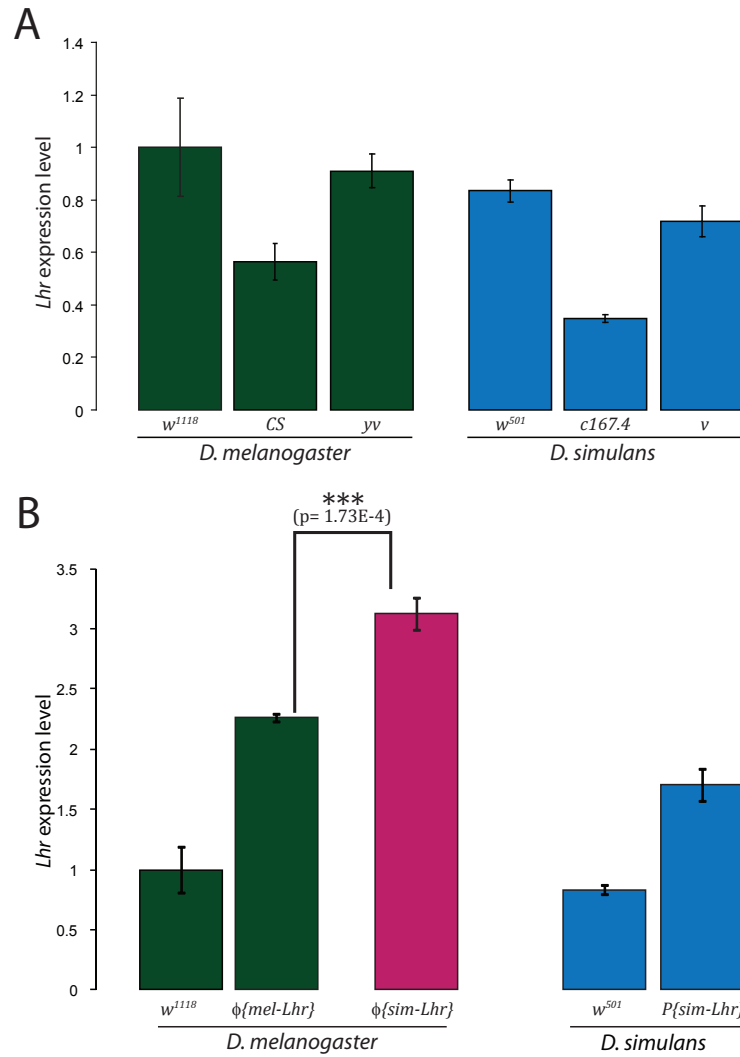 A
1.4
1.2
1
0.8
0.6
0.4
0.2
0
Lhr expression level
w1118 CS yv w501 c167.4 v
D. melanogaster D. simulans
B
***
(p= 1.73E-4)
3.5
3
2.5
2
1.5
1
0.5
0
Lhr expression level
w1118 ϕ{mel-Lhr} ϕ{sim-Lhr} w501 P{sim-Lhr}
D. melanogaster D. simulans